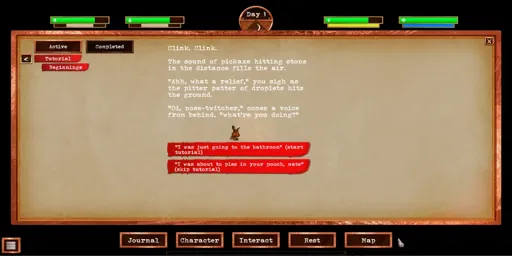 Day 1
Active
Completed
Tutorial
Beginnings
Clink. Clink.
The sound of pickaxe hitting stone
in the distance fills the air.
"Ahh, what a relief," you sigh as
the pitter patter of droplets hits
the ground.
"Oi, nose-twitcher," comes a voice
from behind, "what're you doing?"
"I was just going to the bathroom" (start
tutorial)
"I was about to piss in your pouch, mate"
(skip tutorial)
Journal
Character
Interact
Rest
Map